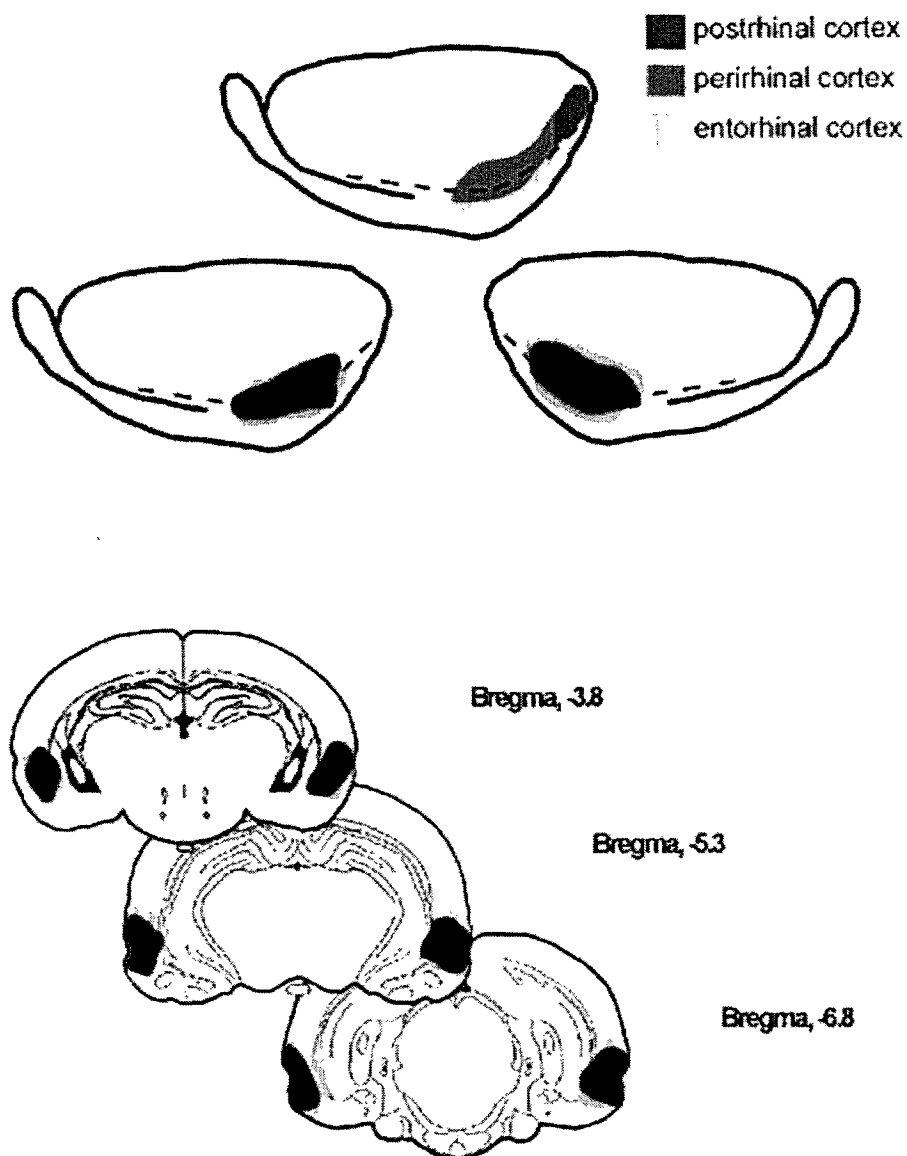 postrhinal cortex
perirhinal cortex
entorhinal cortex
Bregma, -3.8
Bregma, -5.3
Bregma, -6.8